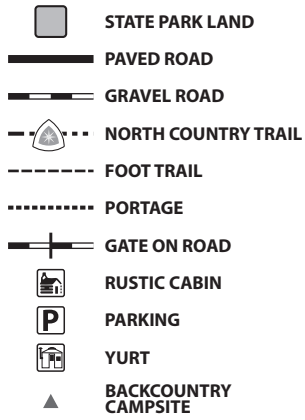 STATE PARK LAND
PAVED ROAD
GRAVEL ROAD
NORTH COUNTRY TRAIL
FOOT TRAIL
PORTAGE
GATE ON ROAD
RUSTIC CABIN
P PARKING
YURT
BACKCOUNTRY
CAMPSITE